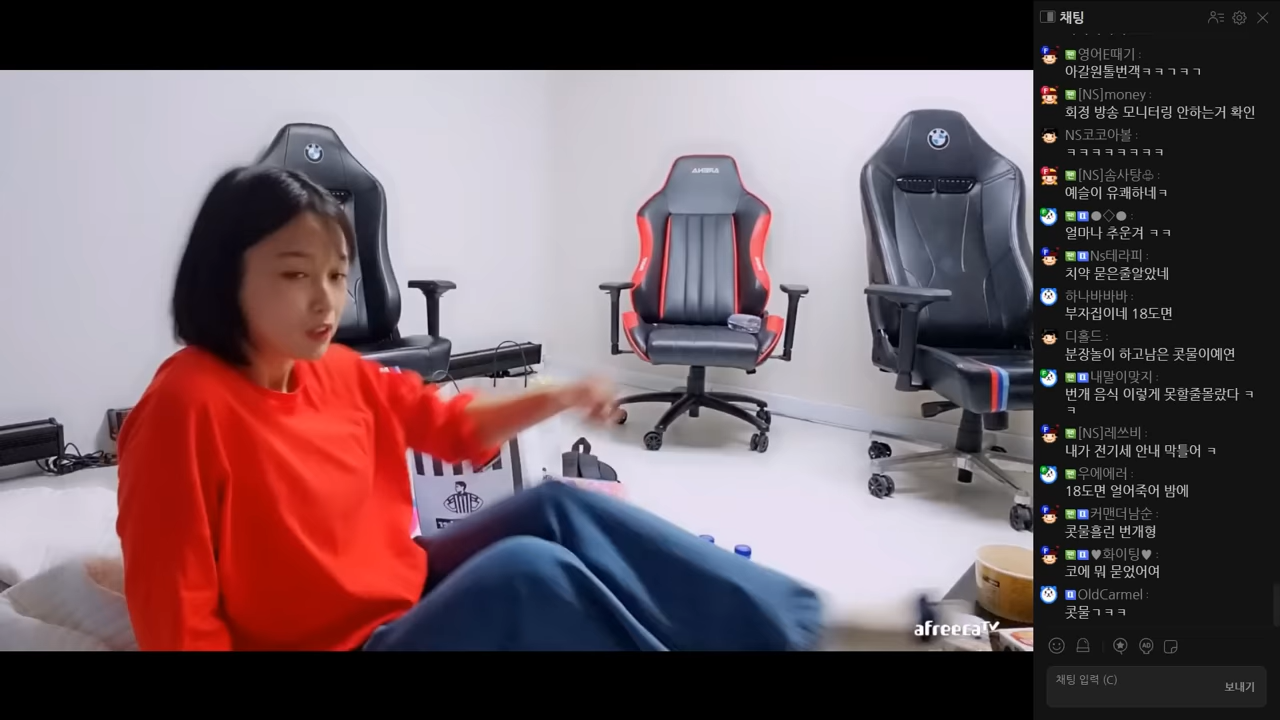 채팅
영어E때기 :
아갈원톨번객ㅋㅋㄱㅋㄱ
[NS]money :
회정 방송 모니터링 안하는거 확인
NS코코아볼 :
ㅋㅋㅋㅋㅋㅋㅋㅋ
[NS]솜사탕♧ :
예슬이 유쾌하네ㅋ
●◇● :
얼마나 추운겨 ㅋㅋ
Ns테라피 :
치약 묻은줄알았네
하나바바바 :
부자집이네 18도면
디홀드 :
분장놀이 하고남은 콧물이예연
내말이맞지 :
번개 음식 이렇게 못할줄몰랐다 ㅋ
ㅋ
[NS]레쓰비 :
내가 전기세 안내 막틀어 ㅋ
우에에러 :
18도면 얼어죽어 밤에
커맨더남순 :
콧물흘린 번개형
♥화이팅♥ :
코에 뭐 묻었어여
OldCarmel :
콧물ㄱㅋㅋ
채팅 입력 (C)
보내기
AKRACING
afreecaTV